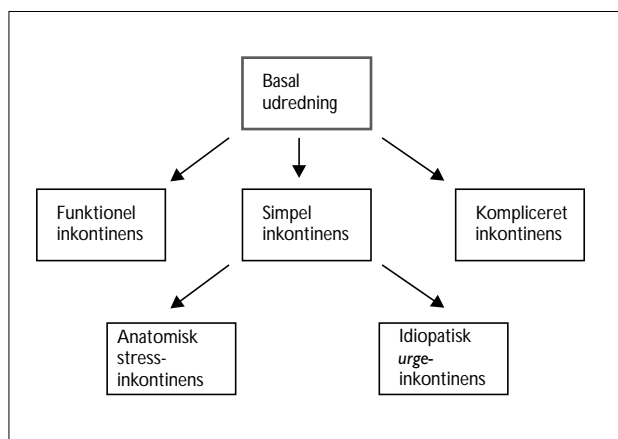 Basal
udredning
Funktionel
inkontinens
Simpel
inkontinens
Kompliceret
inkontinens
Anatomisk
stress-
inkontinens
Idiopatisk
urge-
inkontinens